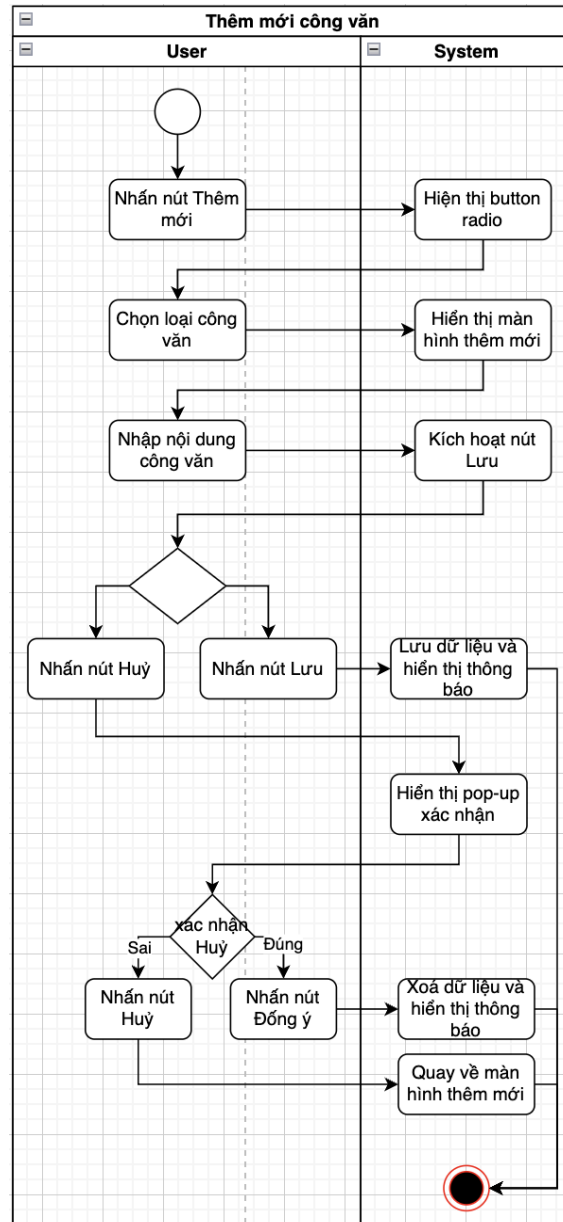 Thêm mới công văn
User
System
Nhấn nút Thêm
mới
Hiện thị button
radio
Chọn loại công
văn
Hiển thị màn
hình thêm mới
Nhập nội dung
công văn
Kích hoạt nút
Lưu
Nhấn nút Huỷ
Nhấn nút Lưu
Lưu dữ liệu và
hiển thị thông
báo
Hiển thị pop-up
xác nhận
xác nhận
Huỷ
Sai
Đúng
Nhấn nút
Huỷ
Nhấn nút
Đống ý
Xoá dữ liệu và
hiển thị thông
báo
Quay về màn
hình thêm mới